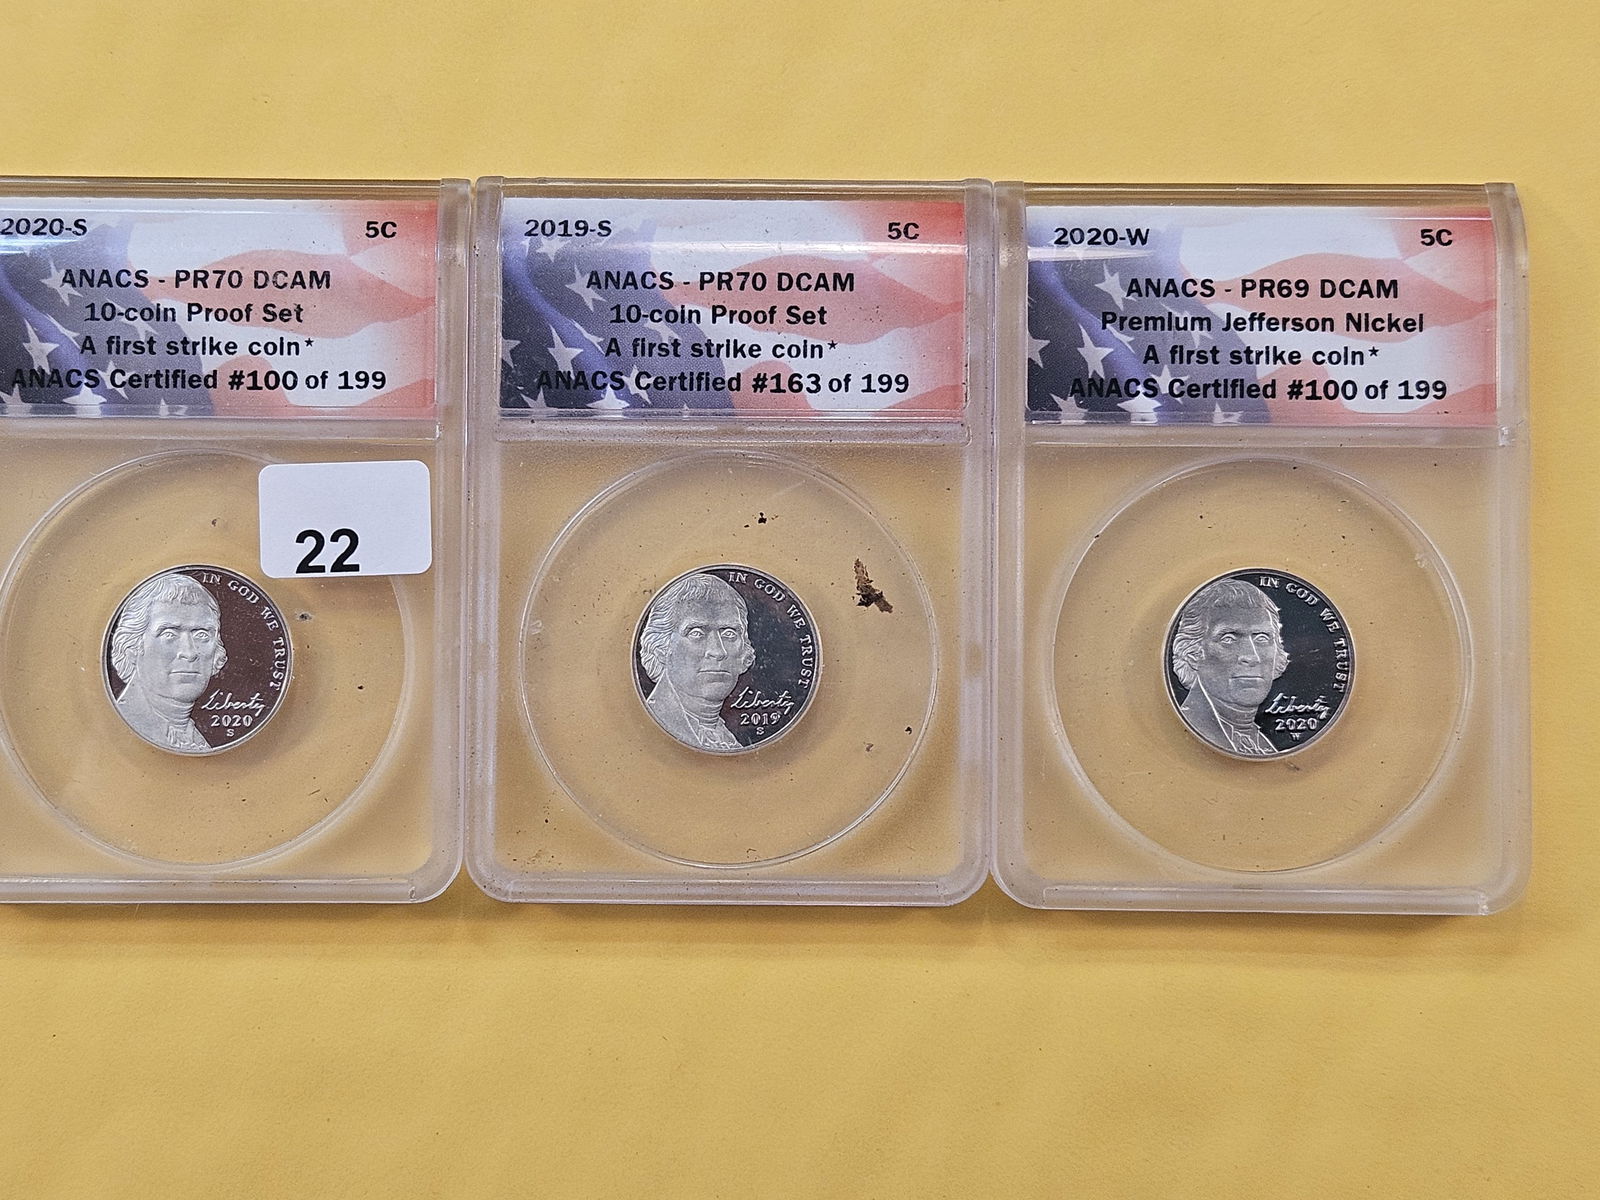 2020-S 5C
ANACS - PR70 DCAM
10-coin Proof Set
A first strike coin*
ANACS Certified #100 of 199
22
IN GOD WE TRUST
Liberty
2020
S
2019-S 5C
ANACS - PR70 DCAM
10-coin Proof Set
A first strike coin*
ANACS Certified #163 of 199
IN GOD WE TRUST
Liberty
2019
S
2020-W 5C
ANACS - PR69 DCAM
Premium Jefferson Nickel
A first strike coin*
ANACS Certified #100 of 199
IN GOD WE TRUST
Liberty
2020
W